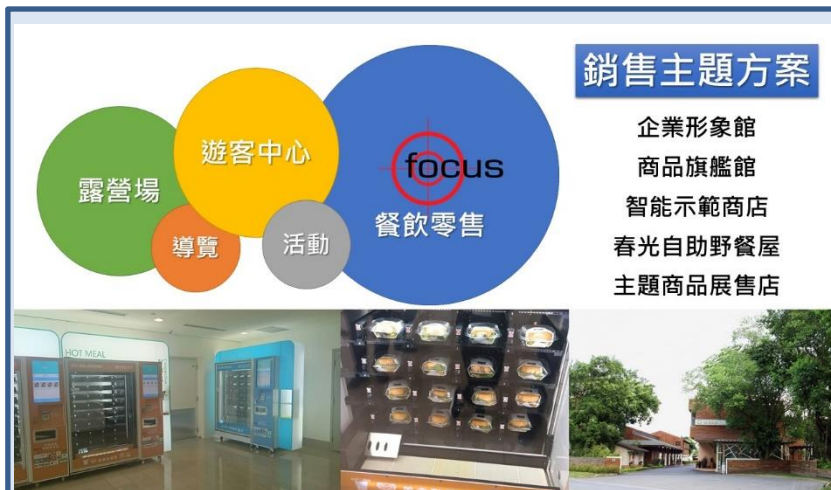 露營場
遊客中心
導覽
活動
focus
餐飲零售
銷售主題方案
企業形象館
商品旗艦館
智能示範商店
春光自助野餐屋
主題商品展售店
HOT MEAL